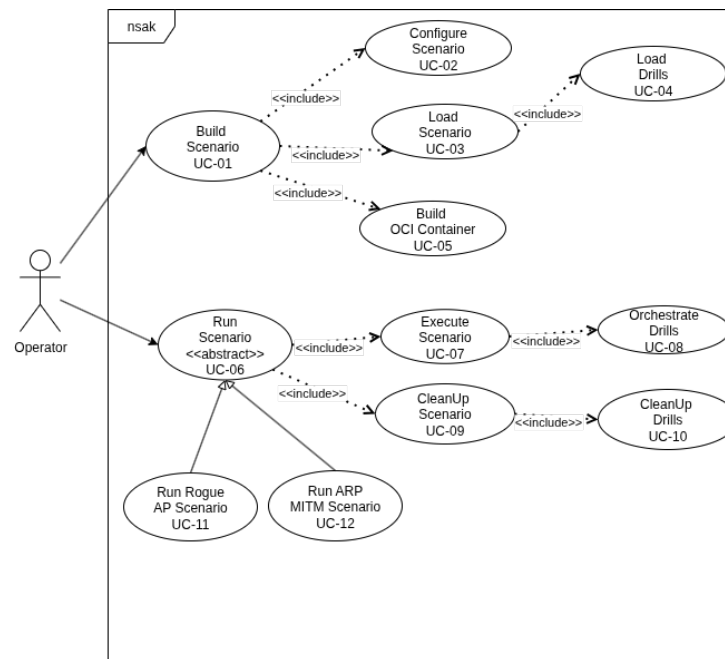 nsak
Configure
Scenario
UC-02
Load
Drills
UC-04
<<include>>
<<include>>
Build
Scenario
UC-01
<<include>>
Load
Scenario
UC-03
<<include>>
Build
OCI Container
UC-05
Operator
Run
Scenario
<<abstract>>
UC-06
<<include>>
Execute
Scenario
UC-07
<<include>>
Orchestrate
Drills
UC-08
<<include>>
CleanUp
Scenario
UC-09
<<include>>
CleanUp
Drills
UC-10
Run Rogue
AP Scenario
UC-11
Run ARP
MITM Scenario
UC-12